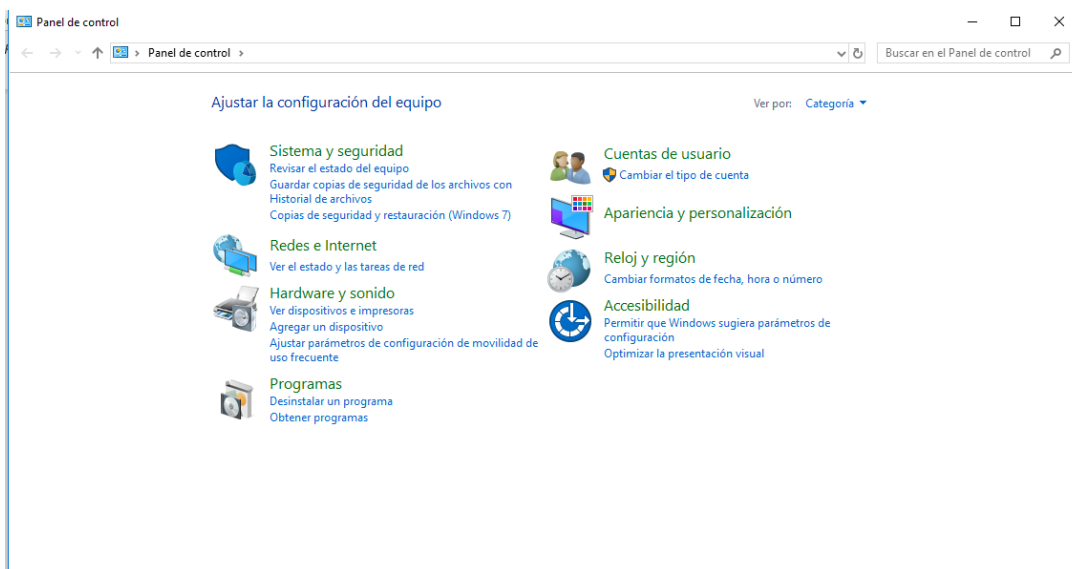 Panel de control
Panel de control
Buscar en el Panel de control
Ajustar la configuración del equipo
Ver por: Categoría
Sistema y seguridad
Revisar el estado del equipo
Guardar copias de seguridad de los archivos con
Historial de archivos
Copias de seguridad y restauración (Windows 7)
Redes e Internet
Ver el estado y las tareas de red
Hardware y sonido
Ver dispositivos e impresoras
Agregar un dispositivo
Ajustar parámetros de configuración de movilidad de
uso frecuente
Programas
Desinstalar un programa
Obtener programas
Cuentas de usuario
Cambiar el tipo de cuenta
Apariencia y personalización
Reloj y región
Cambiar formatos de fecha, hora o número
Accesibilidad
Permitir que Windows sugiera parámetros de
configuración
Optimizar la presentación visual